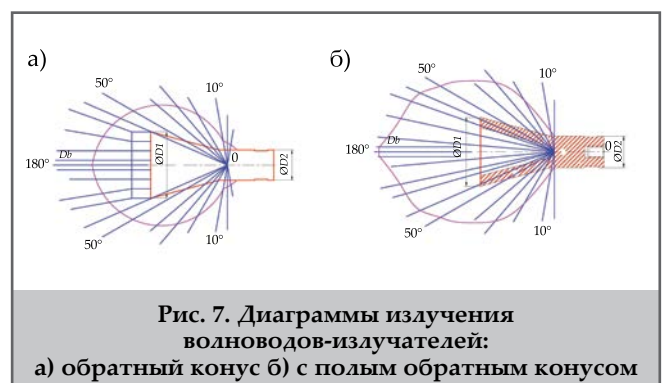 а)
б)
50°
10°
50°
10°
180°
Db
ØD1
0
ØD2
180°
Db
ØD1
0
ØD2
50°
10°
50°
10°
Рис. 7. Диаграммы излучения
волноводов-излучателей:
а) обратный конус б) с полым обратным конусом